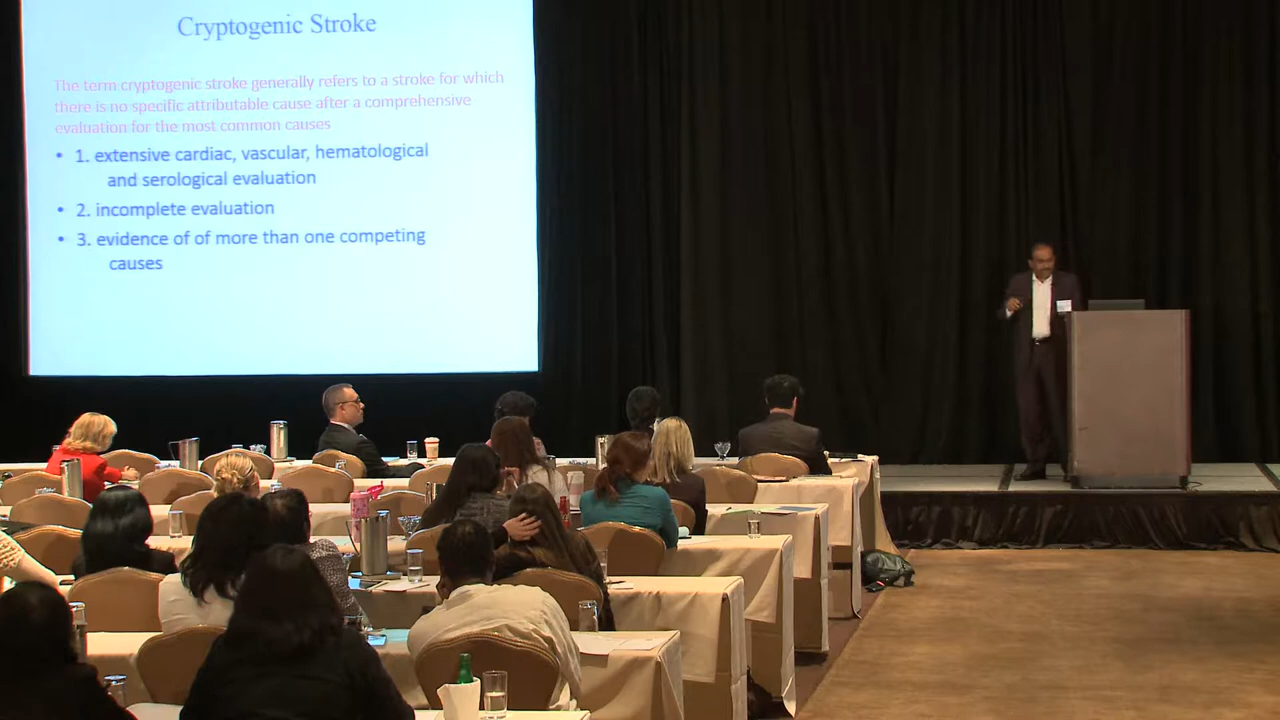 Cryptogenic Stroke
The term cryptogenic stroke generally refers to a stroke for which
there is no specific attributable cause after a comprehensive
evaluation for the most common causes
• 1. extensive cardiac, vascular, hematological
and serological evaluation
• 2. incomplete evaluation
• 3. evidence of of more than one competing
causes